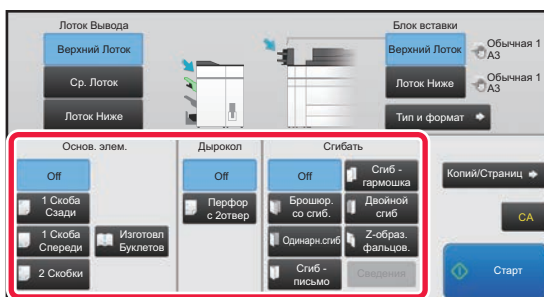 Лоток Вывода
Блок вставки
Верхний Лоток
Ср. Лоток
Лоток Ниже
Верхний Лоток
Обычная 1
A3
Лоток Ниже
Обычная 1
A3
Тип и формат
Основ. элем.
Off
1 Скоба
Сзади
1 Скоба
Спереди
Изготовл
Буклетов
2 Скобки
Дырокол
Off
Перфор
с 2отвер
Сгибать
Off
Сгиб -
гармошка
Брошюр.
со сгиб.
Двойной
сгиб
Одинарн.сгиб
Z-образ.
фальцов.
Сгиб -
письмо
Сведения
Копий/Страниц
CA
Старт